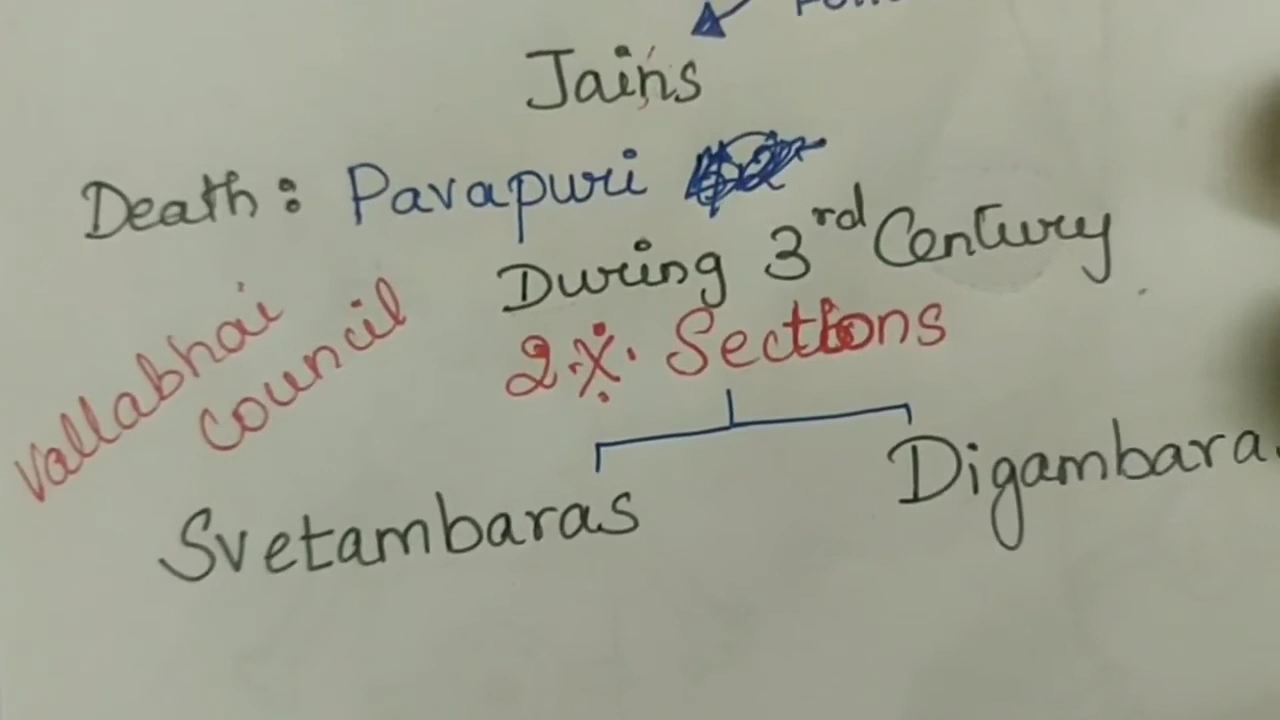 Jains
Death: Pavapuri
During 3rd Century
2. Sections
Vallabhai
Council
Svetambaras
Digambara.